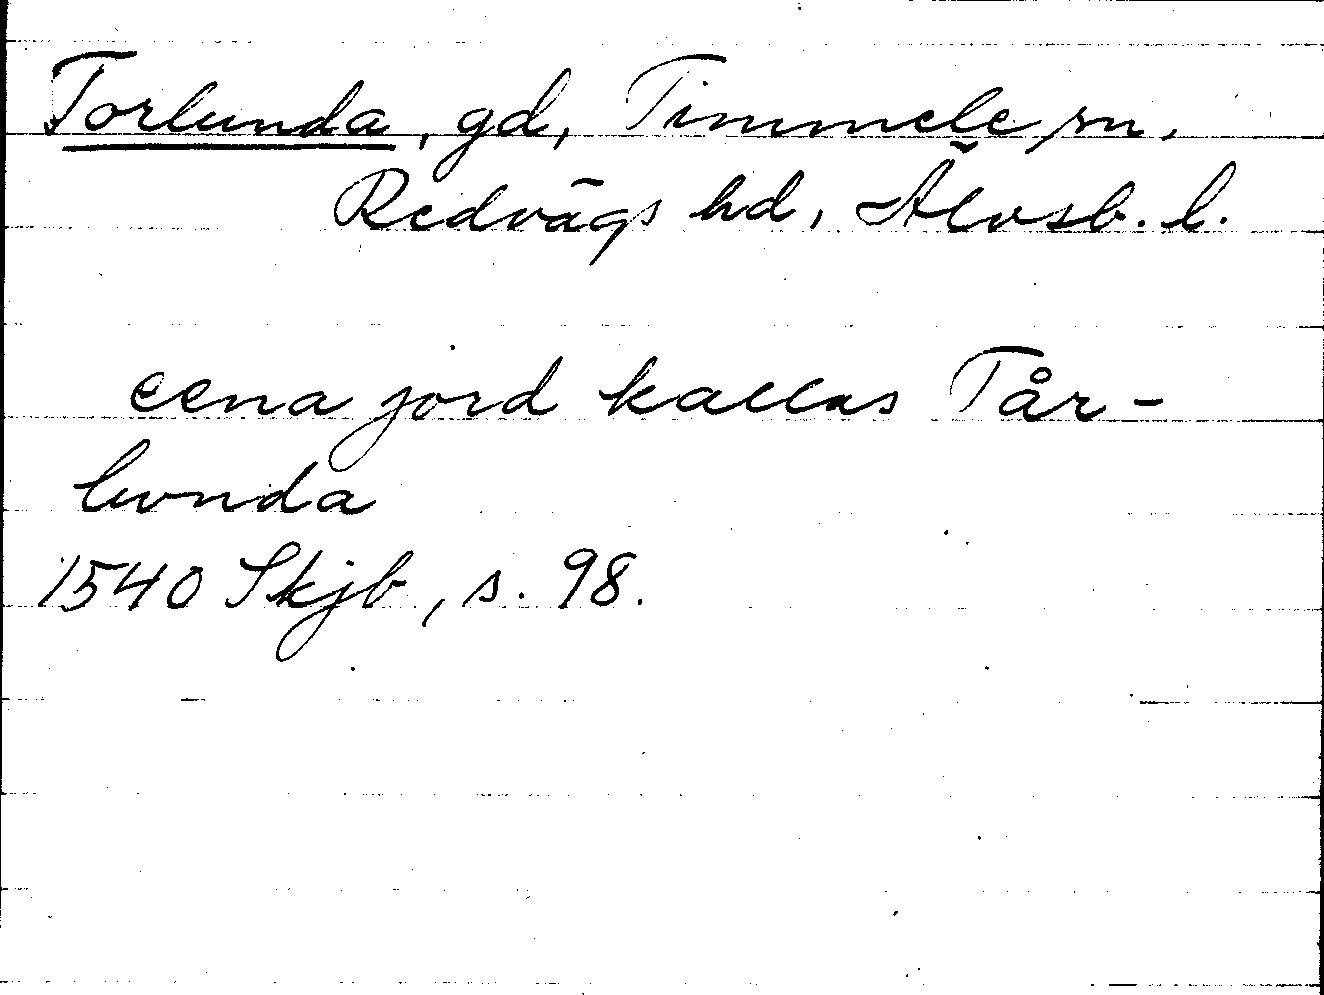 Torlunda, gd, Timmele sn,
Redvägs hd, Älvsb. l.
eena jord kallas Tår-
lwnda
1540 Skjb, s. 98.